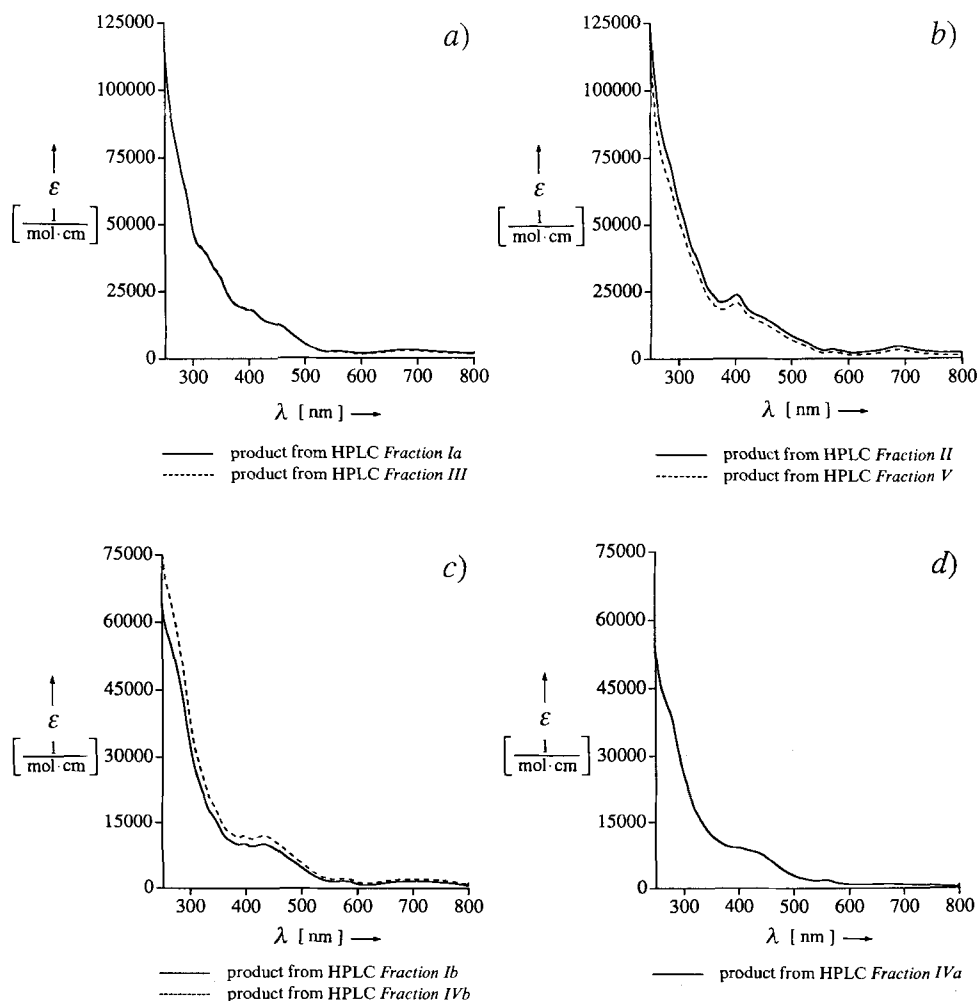 a)
125000
100000
75000
50000
25000
0
ε
[ 1 / mol·cm ]
300 400 500 600 700 800
λ [ nm ]
product from HPLC Fraction Ia
product from HPLC Fraction III
b)
125000
100000
75000
50000
25000
0
ε
[ 1 / mol·cm ]
300 400 500 600 700 800
λ [ nm ]
product from HPLC Fraction II
product from HPLC Fraction V
c)
75000
60000
45000
30000
15000
0
ε
[ 1 / mol·cm ]
300 400 500 600 700 800
λ [ nm ]
product from HPLC Fraction Ib
product from HPLC Fraction IVb
d)
75000
60000
45000
30000
15000
0
ε
[ 1 / mol·cm ]
300 400 500 600 700 800
λ [ nm ]
product from HPLC Fraction IVa